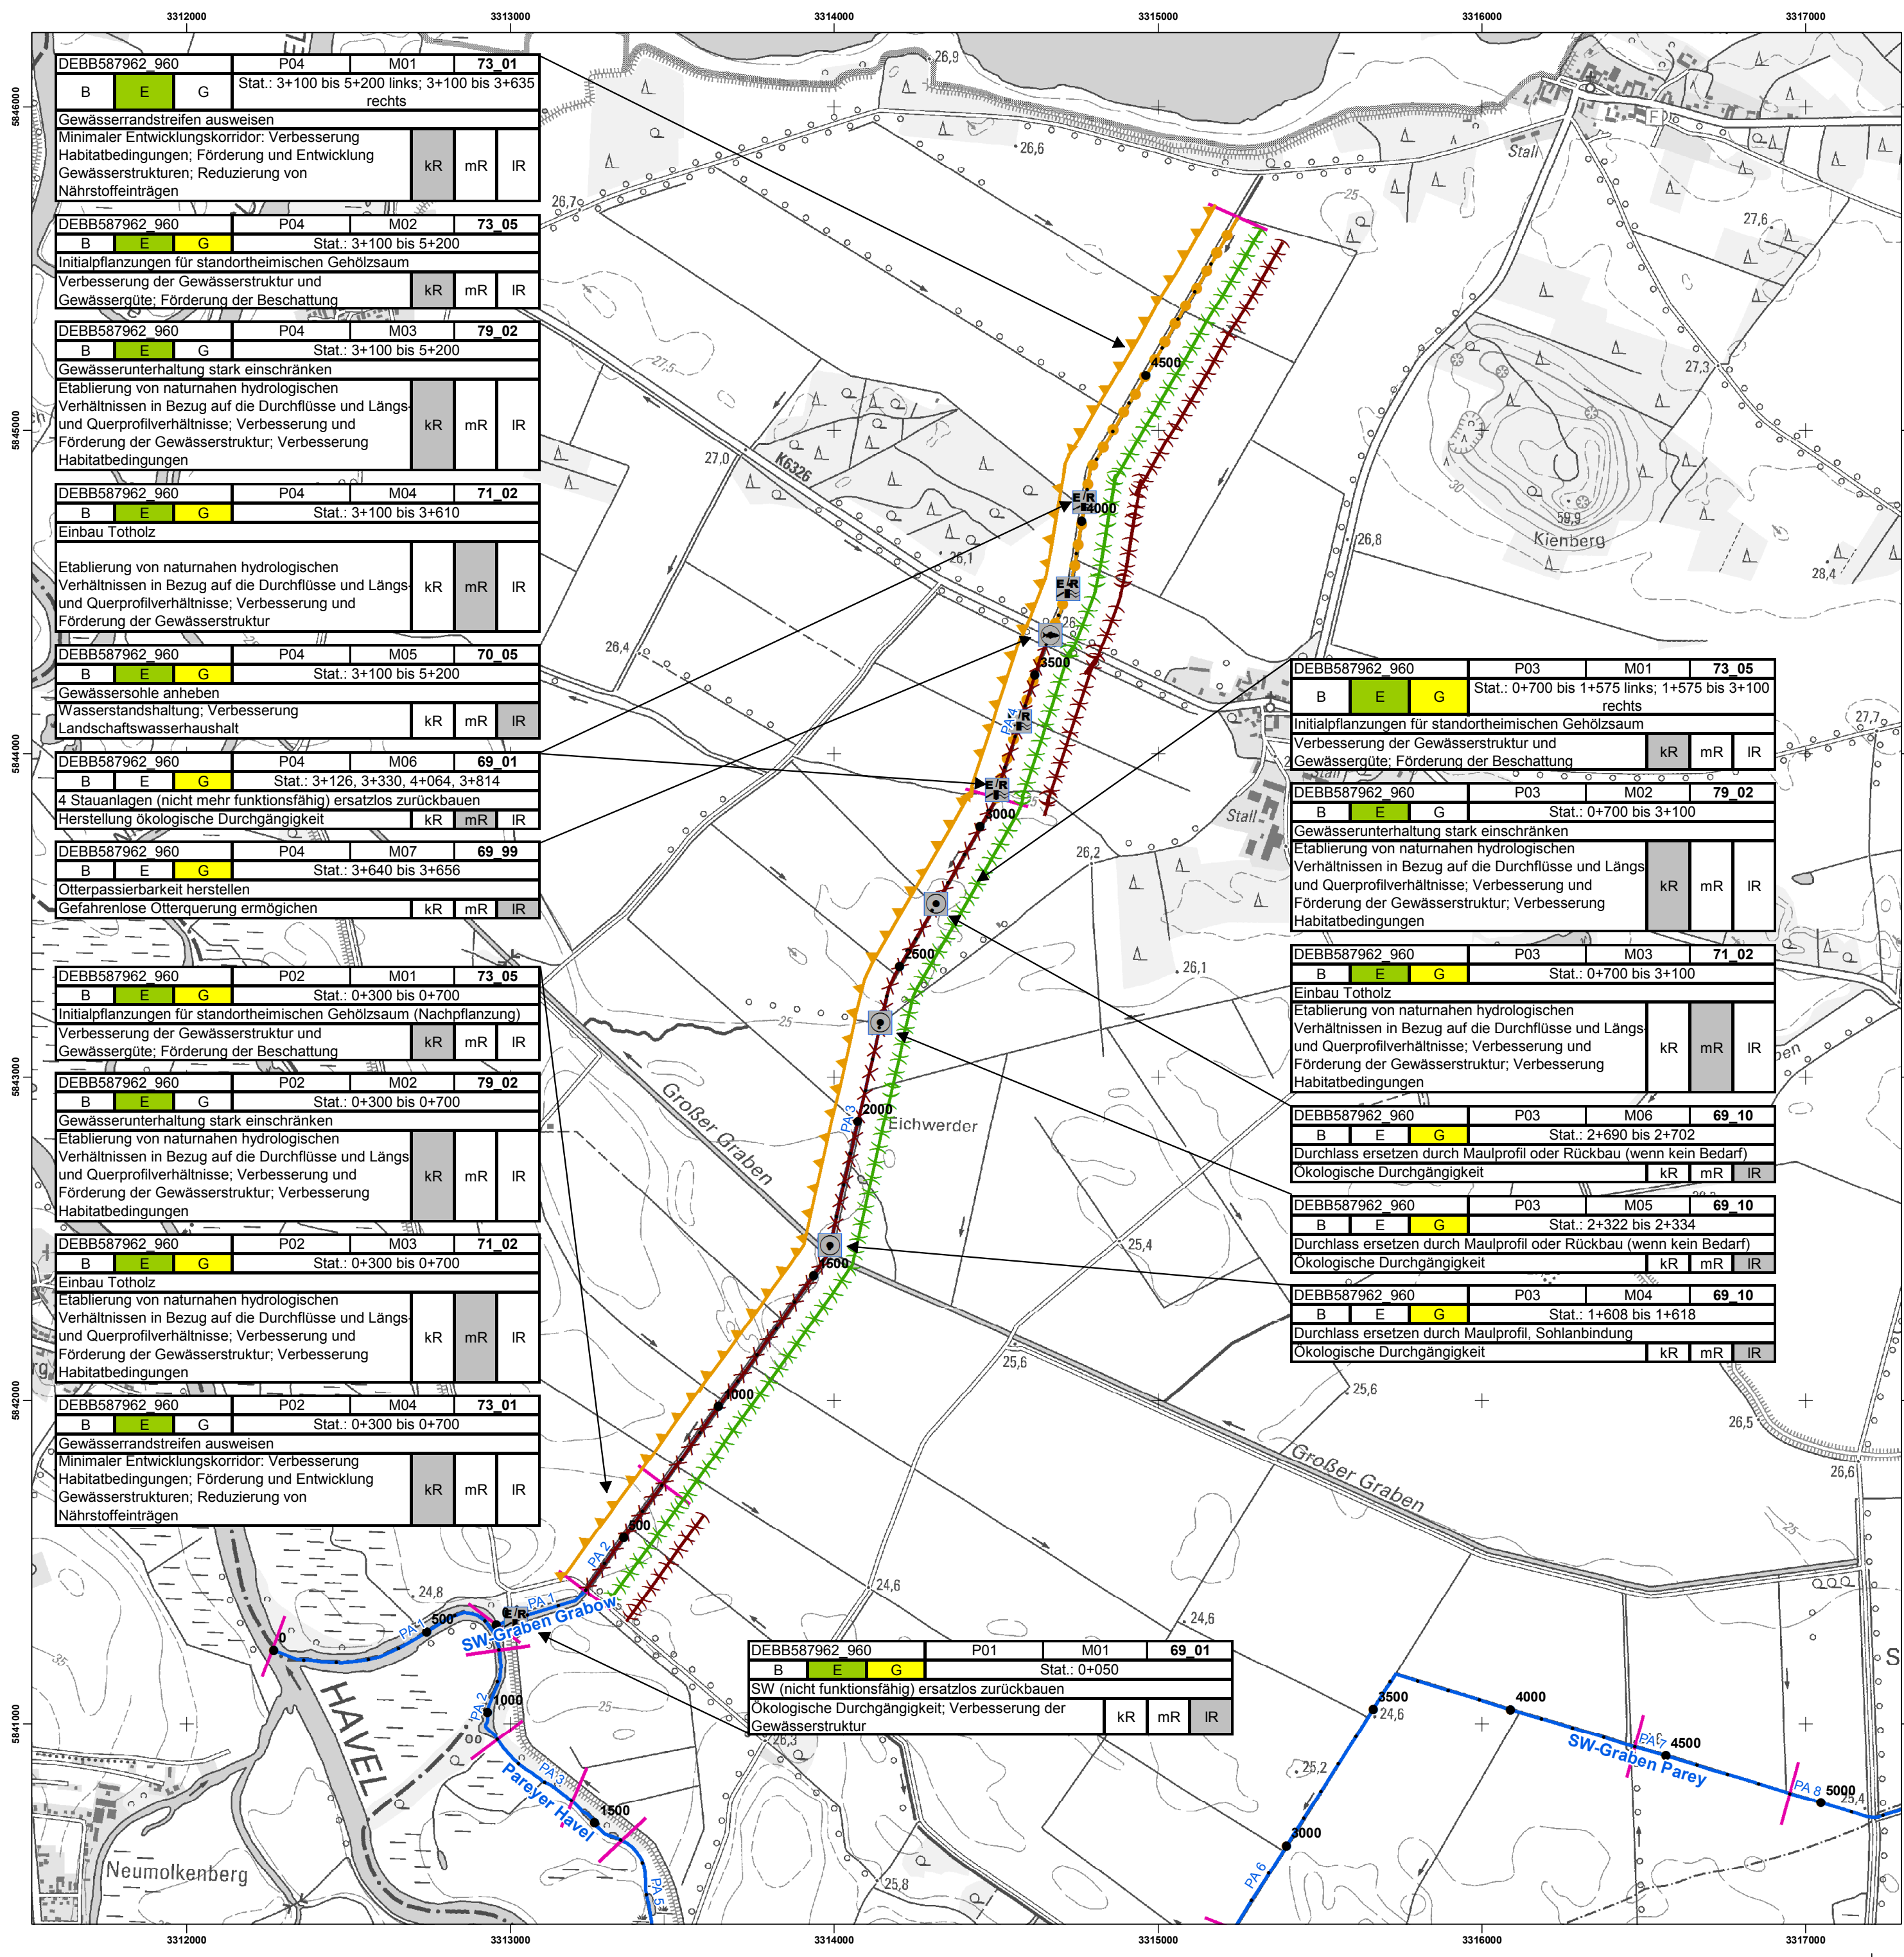 3312000 3313000 3314000 3315000 3316000 3317000
5846000
5845000
5844000
5843000
5842000
5841000
DEBB587962_960 P04 M01 73_01
B E G Stat.: 3+100 bis 5+200 links; 3+100 bis 3+635
rechts
Gewässerrandstreifen ausweisen
Minimaler Entwicklungskorridor: Verbesserung
Habitatbedingungen; Förderung und Entwicklung
Gewässerstrukturen; Reduzierung von
Nährstoffeinträgen
kR mR lR
DEBB587962_960 P04 M02 73_05
B E G Stat.: 3+100 bis 5+200
Initialpflanzungen für standortheimischen Gehölzsaum
Verbesserung der Gewässerstruktur und
Gewässergüte; Förderung der Beschattung
kR mR lR
DEBB587962_960 P04 M03 79_02
B E G Stat.: 3+100 bis 5+200
Gewässerunterhaltung stark einschränken
Etablierung von naturnahen hydrologischen
Verhältnissen in Bezug auf die Durchflüsse und Längs-
und Querprofilverhältnisse; Verbesserung und
Förderung der Gewässerstruktur; Verbesserung
Habitatbedingungen
kR mR lR
DEBB587962_960 P04 M04 71_02
B E G Stat.: 3+100 bis 3+610
Einbau Totholz
Etablierung von naturnahen hydrologischen
Verhältnissen in Bezug auf die Durchflüsse und Längs-
und Querprofilverhältnisse; Verbesserung und
Förderung der Gewässerstruktur
kR mR lR
DEBB587962_960 P04 M05 70_05
B E G Stat.: 3+100 bis 5+200
Gewässersohle anheben
Wasserstandshaltung; Verbesserung
Landschaftswasserhaushalt
kR mR lR
DEBB587962_960 P04 M06 69_01
B E G Stat.: 3+126, 3+330, 4+064, 3+814
4 Stauanlagen (nicht mehr funktionsfähig) ersatzlos zurückbauen
Herstellung ökologische Durchgängigkeit kR mR lR
DEBB587962_960 P04 M07 69_99
B E G Stat.: 3+640 bis 3+656
Otterpassierbarkeit herstellen
Gefahrenlose Otterquerung ermögichen kR mR lR
DEBB587962_960 P02 M01 73_05
B E G Stat.: 0+300 bis 0+700
Initialpflanzungen für standortheimischen Gehölzsaum (Nachpflanzung)
Verbesserung der Gewässerstruktur und
Gewässergüte; Förderung der Beschattung
kR mR lR
DEBB587962_960 P02 M02 79_02
B E G Stat.: 0+300 bis 0+700
Gewässerunterhaltung stark einschränken
Etablierung von naturnahen hydrologischen
Verhältnissen in Bezug auf die Durchflüsse und Längs
und Querprofilverhältnisse; Verbesserung und
Förderung der Gewässerstruktur; Verbesserung
Habitatbedingungen
kR mR lR
DEBB587962_960 P02 M03 71_02
B E G Stat.: 0+300 bis 0+700
Einbau Totholz
Etablierung von naturnahen hydrologischen
Verhältnissen in Bezug auf die Durchflüsse und Längs-
und Querprofilverhältnisse; Verbesserung und
Förderung der Gewässerstruktur; Verbesserung
Habitatbedingungen
kR mR lR
DEBB587962_960 P02 M04 73_01
B E G Stat.: 0+300 bis 0+700
Gewässerrandstreifen ausweisen
Minimaler Entwicklungskorridor: Verbesserung
Habitatbedingungen; Förderung und Entwicklung
Gewässerstrukturen; Reduzierung von
Nährstoffeinträgen
kR mR lR
DEBB587962_960 P03 M01 73_05
B E G Stat.: 0+700 bis 1+575 links; 1+575 bis 3+100
rechts
Initialpflanzungen für standortheimischen Gehölzsaum
Verbesserung der Gewässerstruktur und
Gewässergüte; Förderung der Beschattung
kR mR lR
DEBB587962_960 P03 M02 79_02
B E G Stat.: 0+700 bis 3+100
Gewässerunterhaltung stark einschränken
Etablierung von naturnahen hydrologischen
Verhältnissen in Bezug auf die Durchflüsse und Längs
und Querprofilverhältnisse; Verbesserung und
Förderung der Gewässerstruktur; Verbesserung
Habitatbedingungen
kR mR lR
DEBB587962_960 P03 M03 71_02
B E G Stat.: 0+700 bis 3+100
Einbau Totholz
Etablierung von naturnahen hydrologischen
Verhältnissen in Bezug auf die Durchflüsse und Längs-
und Querprofilverhältnisse; Verbesserung und
Förderung der Gewässerstruktur; Verbesserung
Habitatbedingungen
kR mR lR
DEBB587962_960 P03 M06 69_10
B E G Stat.: 2+690 bis 2+702
Durchlass ersetzen durch Maulprofil oder Rückbau (wenn kein Bedarf)
Ökologische Durchgängigkeit kR mR lR
DEBB587962_960 P03 M05 69_10
B E G Stat.: 2+322 bis 2+334
Durchlass ersetzen durch Maulprofil oder Rückbau (wenn kein Bedarf)
Ökologische Durchgängigkeit kR mR lR
DEBB587962_960 P03 M04 69_10
B E G Stat.: 1+608 bis 1+618
Durchlass ersetzen durch Maulprofil, Sohlanbindung
Ökologische Durchgängigkeit kR mR lR
DEBB587962_960 P01 M01 69_01
B E G Stat.: 0+050
SW (nicht funktionsfähig) ersatzlos zurückbauen
Ökologische Durchgängigkeit; Verbesserung der
Gewässerstruktur
kR mR lR
26,9
26,6
26,7
25
Stall
27,6
27,5
27,3
4500
27,0
K6326
E/R
4000
26,1
E/R
30
59,9
Kienberg
26,8
28,4
26,4
3500
PA 4
27,7
E/R
Stall
26,2
2500
26,1
25
Großer Graben
PA 3
2000
Eichwerder
25,4
25,6
25,6
26,5
Großer Graben
26,6
25
500
PA 2
24,8
24,6
24,6
PA 1
SW-Graben Grabow
PA 1
500
0
35
HAVEL
PA 2
1000
25
PA 3
Pareyer Havel
1500
PA 5
26,3
25,8
Neumolkenberg
3500
24,6
4000
PA 7
4500
SW-Graben Parey
PA 8
5000
25,4
25,2
3000
PA 6
S
3312000 3313000 3314000 3315000 3316000 3317000